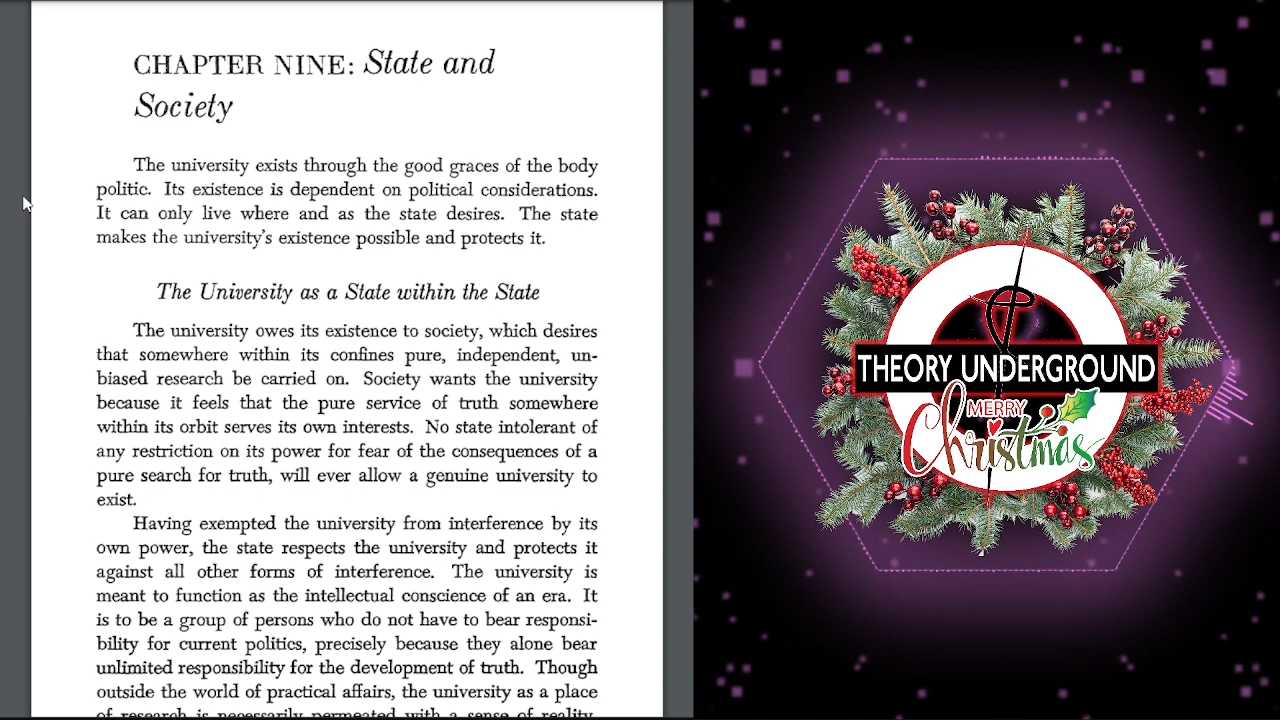 CHAPTER NINE: State and
Society
The university exists through the good graces of the body
politic. Its existence is dependent on political considerations.
It can only live where and as the state desires. The state
makes the university's existence possible and protects it.
The University as a State within the State
The university owes its existence to society, which desires
that somewhere within its confines pure, independent, un-
biased research be carried on. Society wants the university
because it feels that the pure service of truth somewhere
within its orbit serves its own interests. No state intolerant of
any restriction on its power for fear of the consequences of a
pure search for truth, will ever allow a genuine university to
exist.
Having exempted the university from interference by its
own power, the state respects the university and protects it
against all other forms of interference. The university is
meant to function as the intellectual conscience of an era. It
is to be a group of persons who do not have to bear responsi-
bility for current politics, precisely because they alone bear
unlimited responsibility for the development of truth. Though
outside the world of practical affairs, the university as a place
of research is necessarily permeated with a sense of reality.
THEORY UNDERGROUND
MERRY
Christmas